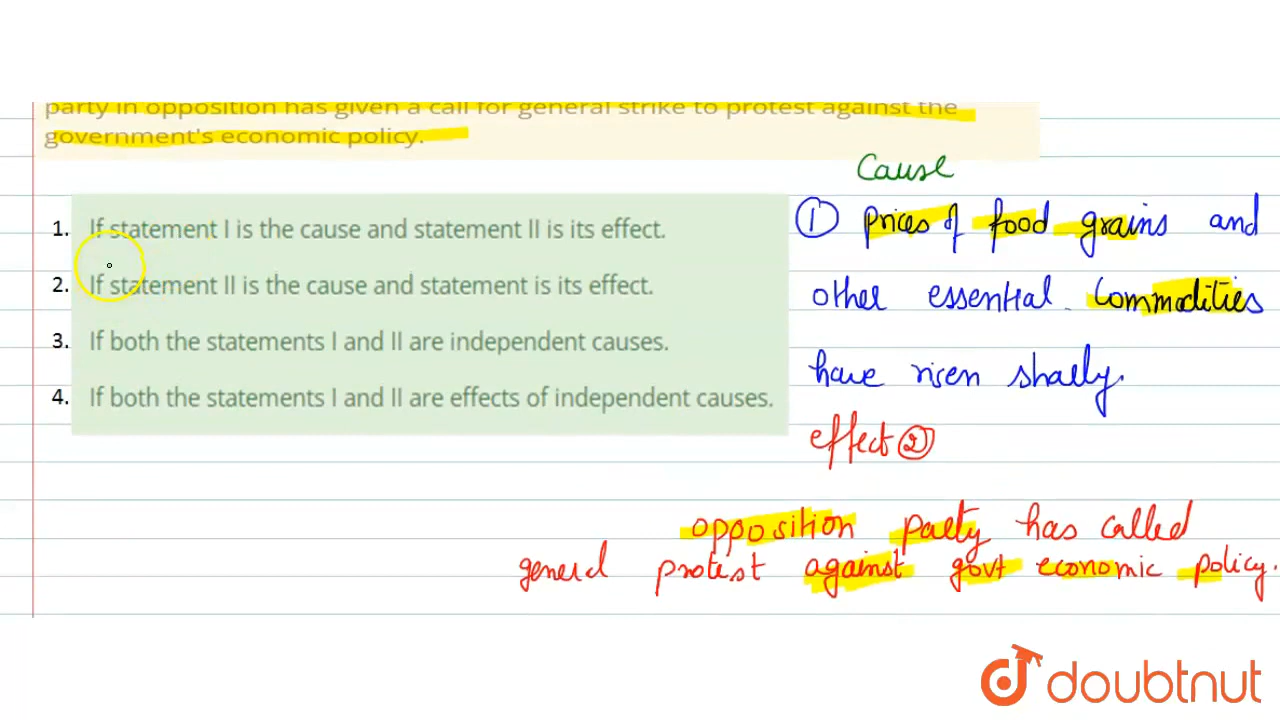 party in opposition has given a call for general strike to protest against the
government's economic policy.
1. If statement I is the cause and statement II is its effect.
2. If statement II is the cause and statement is its effect.
3. If both the statements I and II are independent causes.
4. If both the statements I and II are effects of independent causes.
Cause
① prices of food grains and
other essential commodities
have risen shaely.
effect ②
opposition paety has called
general protest against govt economic policy.
doubtnut